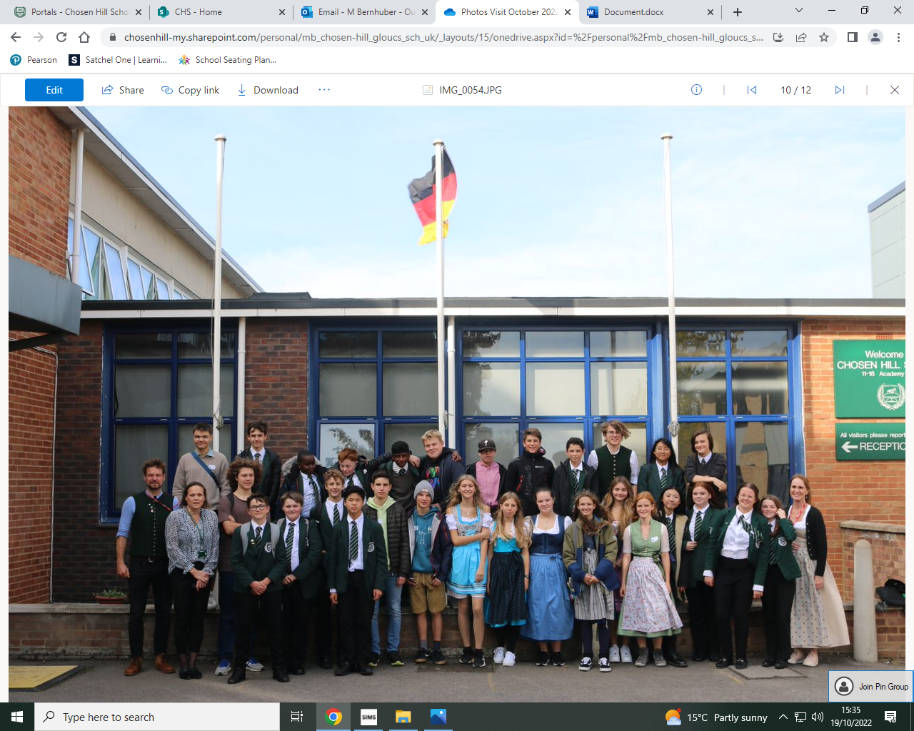 Portals - Chosen Hill Scho
CHS - Home
Email - M Bernhuber - Ou
Photos Visit October 202
Document.docx
chosenhill-my.sharepoint.com/personal/mb_chosen-hill_gloucs_sch_uk/_layouts/15/onedrive.aspx?id=%2Fpersonal%2Fmb_chosen-hill_gloucs_s...
Pearson
Satchel One | Learni...
School Seating Plan...
Edit
Share
Copy link
Download
...
IMG_0054.JPG
10 / 12
Welcome
CHOSEN HILL S
11-18 Academy
All visitors please report
RECEPTIO
Join Pin Group
Type here to search
SIMS
15°C Partly sunny
15:35
19/10/2022